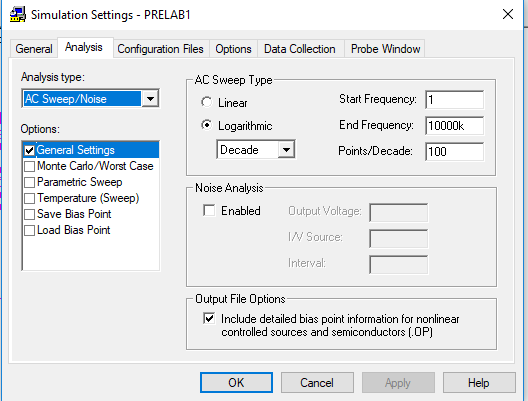 Simulation Settings - PRELAB1
General
Analysis
Configuration Files
Options
Data Collection
Probe Window
Analysis type:
AC Sweep/Noise
Options:
General Settings
Monte Carlo/Worst Case
Parametric Sweep
Temperature (Sweep)
Save Bias Point
Load Bias Point
AC Sweep Type
Linear
Logarithmic
Decade
Start Frequency: 1
End Frequency: 10000k
Points/Decade: 100
Noise Analysis
Enabled
Output Voltage:
I/V Source:
Interval:
Output File Options
Include detailed bias point information for nonlinear
controlled sources and semiconductors (.OP)
OK
Cancel
Apply
Help